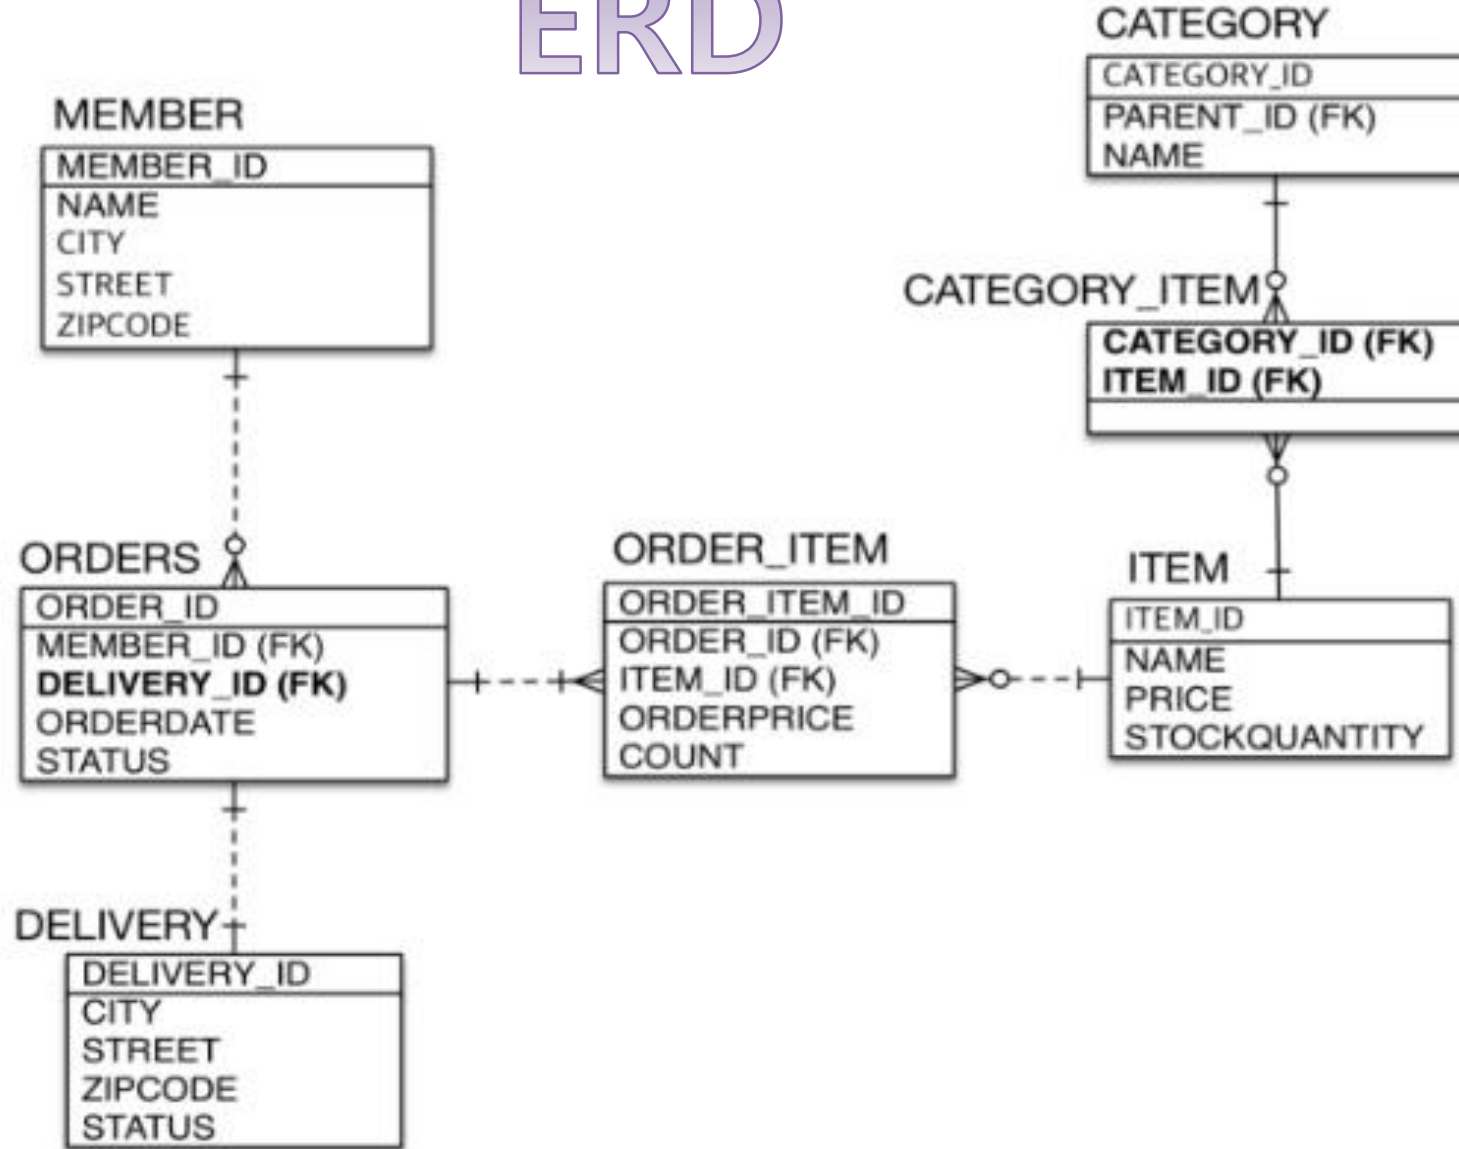 ERD
MEMBER
MEMBER_ID
NAME
CITY
STREET
ZIPCODE
ORDERS
ORDER_ID
MEMBER_ID (FK)
DELIVERY_ID (FK)
ORDERDATE
STATUS
DELIVERY
DELIVERY_ID
CITY
STREET
ZIPCODE
STATUS
ORDER_ITEM
ORDER_ITEM_ID
ORDER_ID (FK)
ITEM_ID (FK)
ORDERPRICE
COUNT
CATEGORY
CATEGORY_ID
PARENT_ID (FK)
NAME
CATEGORY_ITEM
CATEGORY_ID (FK)
ITEM_ID (FK)
ITEM
ITEM_ID
NAME
PRICE
STOCKQUANTITY